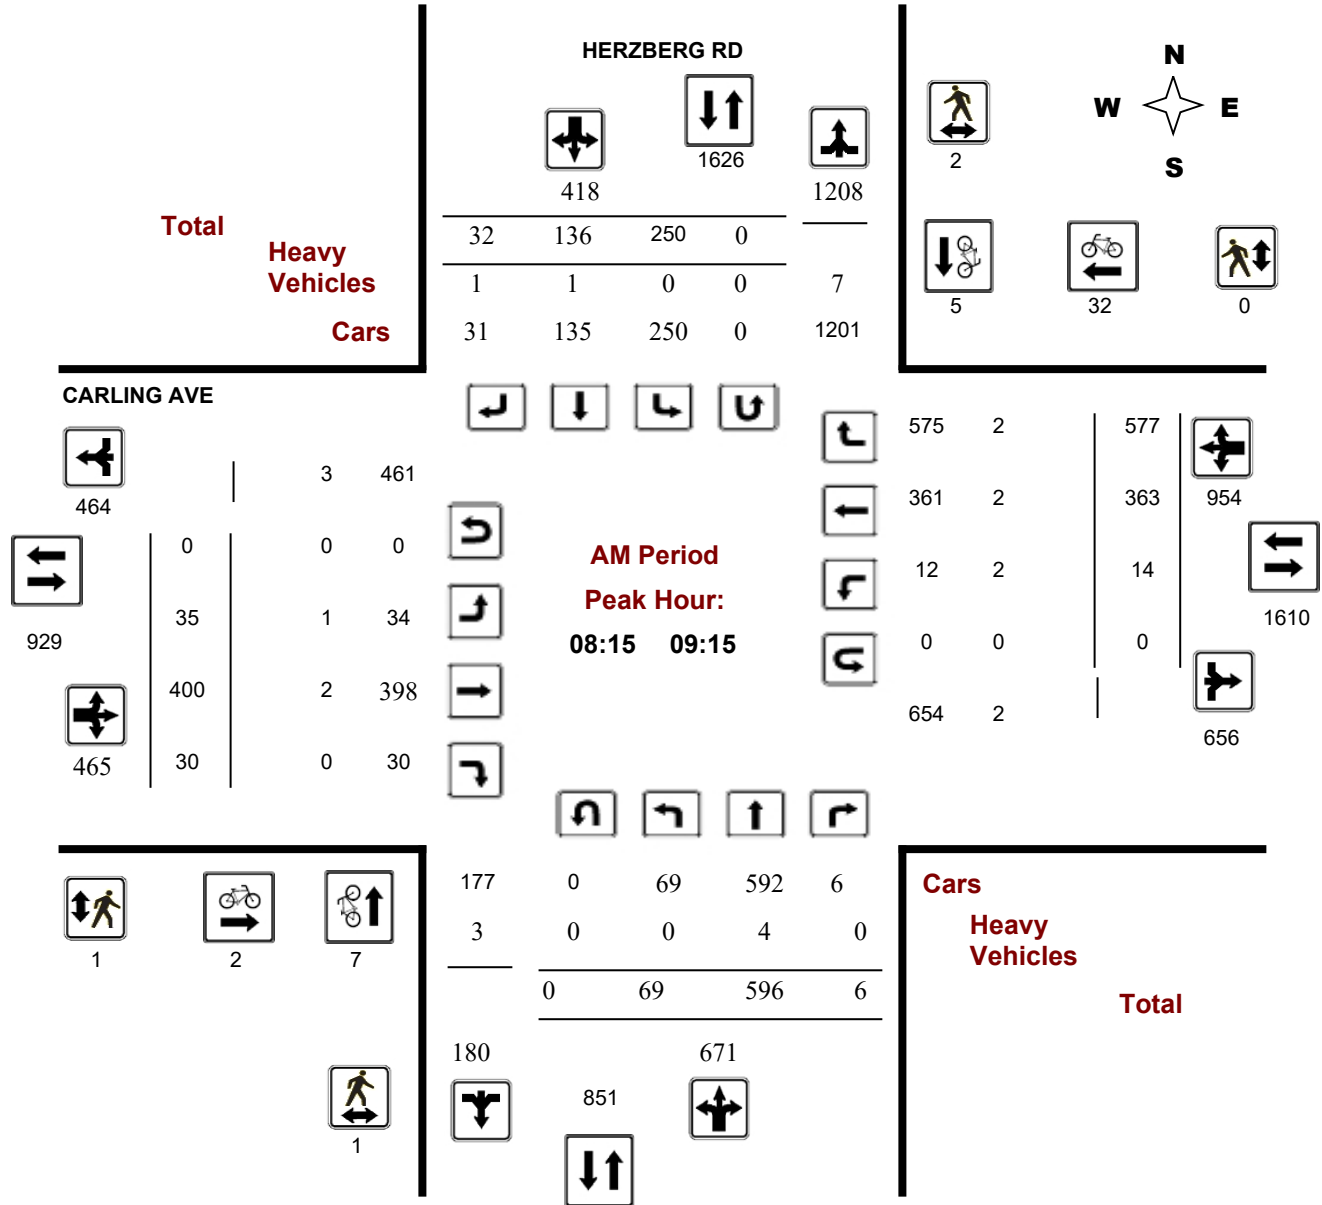 HERZBERG RD
N
W E
S
1626
2
418 1208
Total
32 136 250 0
Heavy
Vehicles
1 1 0 0 7
5 32 0
Cars
31 135 250 0 1201
CARLING AVE
575 2 577
3 461
464
361 2 363 954
0 0 0
AM Period
12 2 14
Peak Hour:
35 1 34
1610
929
08:15 09:15
0 0 0
400 2 398
654 2
656
465 30 0 30
177 0 69 592 6
Cars
3 0 0 4 0
Heavy
Vehicles
1 2 7
0 69 596 6
Total
180 671
851
1